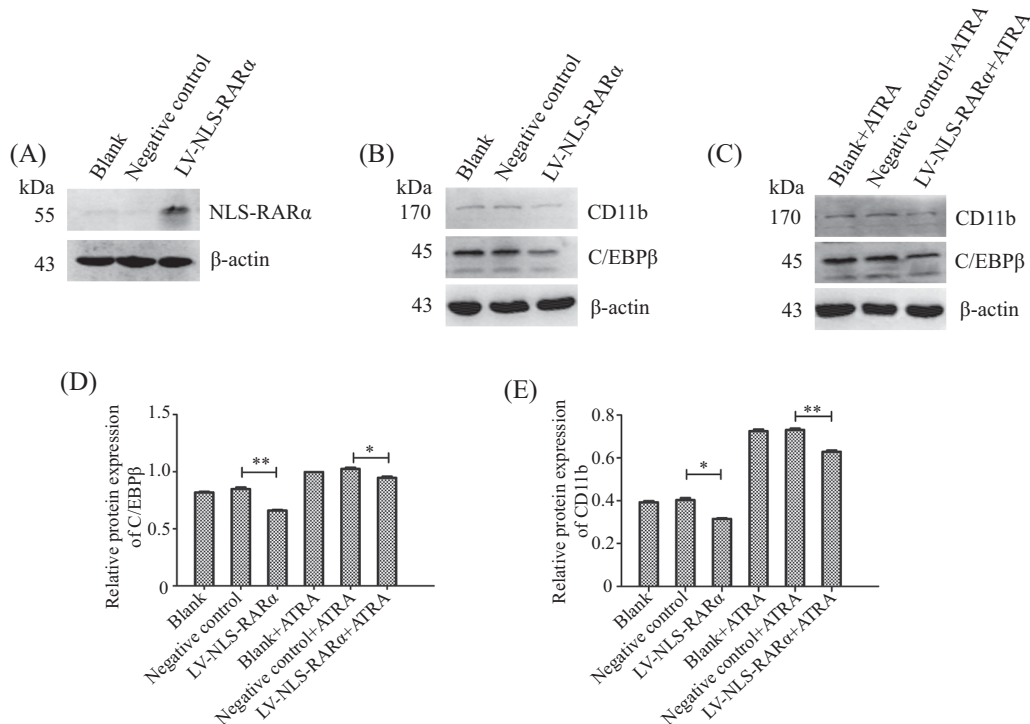 (A)
Blank
Negative control
LV-NLS-RARα
kDa
55
NLS-RARα
43
β-actin
(B)
Blank
Negative control
LV-NLS-RARα
kDa
170
CD11b
45
C/EBPβ
43
β-actin
(C)
Blank+ATRA
Negative control+ATRA
LV-NLS-RARα+ATRA
kDa
170
CD11b
45
C/EBPβ
43
β-actin
(D)
Relative protein expression
of C/EBPβ
1.5
1.0
0.5
0
**
*
Blank
Negative control
LV-NLS-RARα
Blank+ATRA
Negative control+ATRA
LV-NLS-RARα+ATRA
(E)
Relative protein expression
of CD11b
0.8
0.6
0.4
0.2
0
*
**
Blank
Negative control
LV-NLS-RARα
Blank+ATRA
Negative control+ATRA
LV-NLS-RARα+ATRA